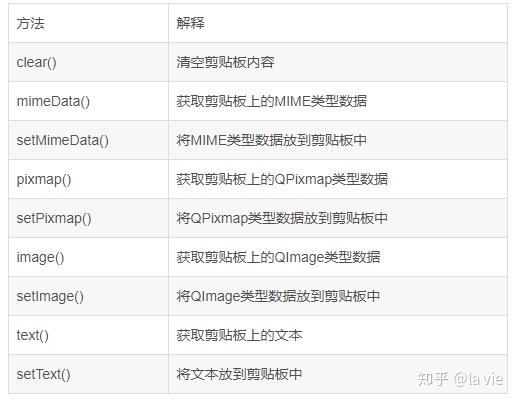 方法 解释
clear() 清空剪贴板内容
mimeData() 获取剪贴板上的MIME类型数据
setMimeData() 将MIME类型数据放到剪贴板中
pixmap() 获取剪贴板上的QPixmap类型数据
setPixmap() 将QPixmap类型数据放到剪贴板中
image() 获取剪贴板上的QImage类型数据
setImage() 将QImage类型数据放到剪贴板中
text() 获取剪贴板上的文本
setText() 将文本放到剪贴板中
知乎 @la vie